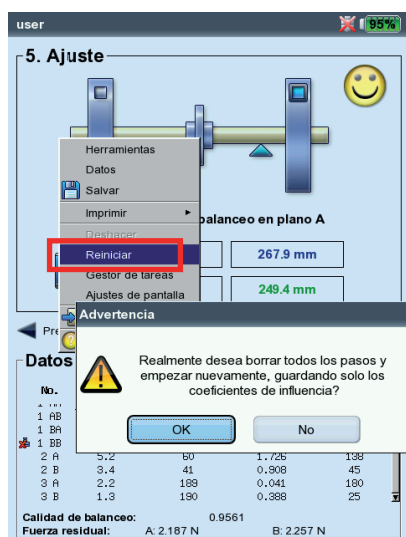 user
95%
5. Ajuste
Herramientas
Datos
Salvar
Imprimir
balanceo en plano A
Deshacer
Reiniciar
267.9 mm
Gestor de tareas
Ajustes de pantalla
249.4 mm
Advertencia
Pre
Realmente desea borrar todos los pasos y
empezar nuevamente, guardando solo los
coeficientes de influencia?
OK
No
Datos
No.
1 AB
1 BA
1 BB
2 A 5.2 60 1.726 138
2 B 3.4 41 0.908 45
3 A 2.2 189 0.041 180
3 B 1.3 190 0.388 25
Calidad de balanceo: 0.9561
Fuerza residual: A: 2.187 N B: 2.257 N